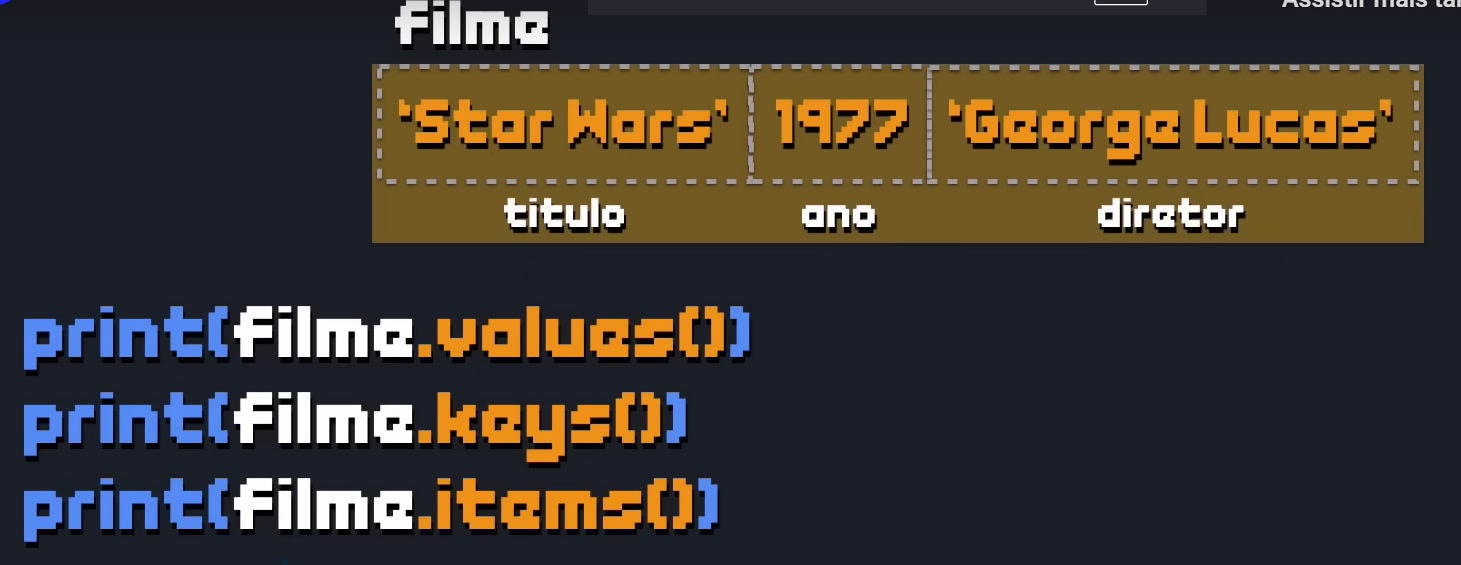 filme
'Star Wars' 1977 'George Lucas'
titulo ano diretor
print(filme.values())
print(filme.keys())
print(filme.items())